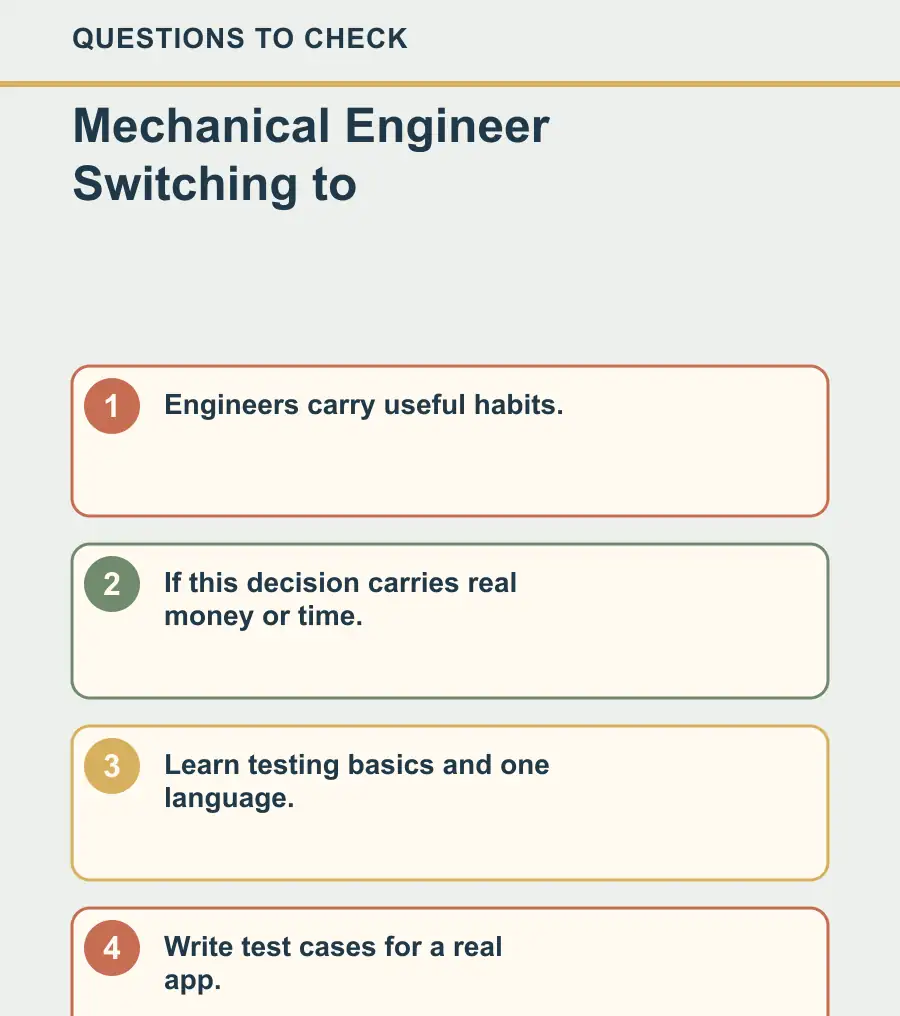 QUESTIONS TO CHECK
Mechanical Engineer
Switching to
1
Engineers carry useful habits.
2
If this decision carries real
money or time.
3
Learn testing basics and one
language.
4
Write test cases for a real
app.